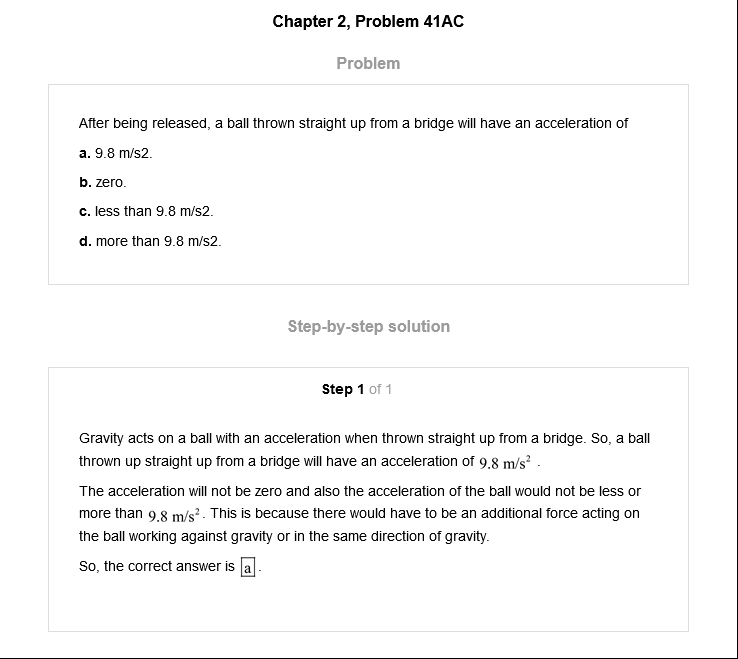 Chapter 2, Problem 41AC
Problem
After being released, a ball thrown straight up from a bridge will have an acceleration of
a. 9.8 m/s2.
b. zero.
c. less than 9.8 m/s2.
d. more than 9.8 m/s2.
Step-by-step solution
Step 1 of 1
Gravity acts on a ball with an acceleration when thrown straight up from a bridge. So, a ball
thrown up straight up from a bridge will have an acceleration of 9.8 m/s² .
The acceleration will not be zero and also the acceleration of the ball would not be less or
more than 9.8 m/s² . This is because there would have to be an additional force acting on
the ball working against gravity or in the same direction of gravity.
So, the correct answer is a .